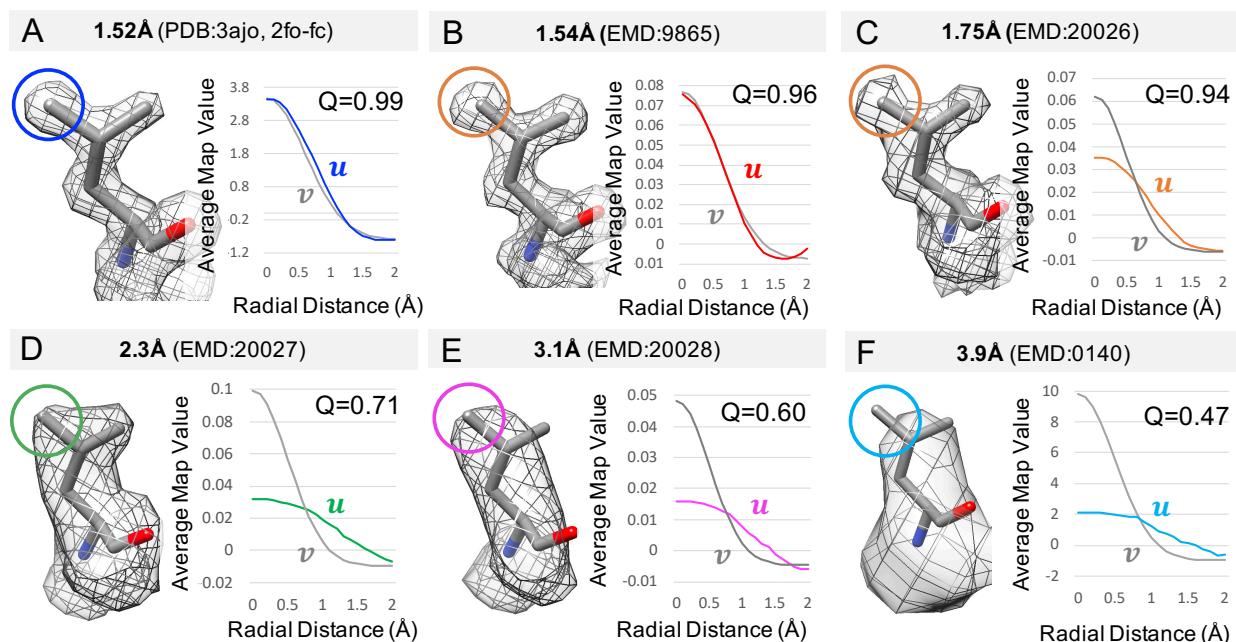 A 1.52Å (PDB:3ajo, 2fo-fc)
Average Map Value
3.8
2.8
1.8
0.8
-0.2
-1.2
Q=0.99
u
v
0 0.5 1 1.5 2
Radial Distance (Å)
B 1.54Å (EMD:9865)
Average Map Value
0.08
0.07
0.06
0.05
0.04
0.03
0.02
0.01
0
-0.01
Q=0.96
u
v
0 0.5 1 1.5 2
Radial Distance (Å)
C 1.75Å (EMD:20026)
Average Map Value
0.07
0.06
0.05
0.04
0.03
0.02
0.01
0
-0.01
Q=0.94
u
v
0 0.5 1 1.5 2
Radial Distance (Å)
D 2.3Å (EMD:20027)
Average Map Value
0.1
0.08
0.06
0.04
0.02
0
-0.02
Q=0.71
u
v
0 0.5 1 1.5 2
Radial Distance (Å)
E 3.1Å (EMD:20028)
Average Map Value
0.05
0.04
0.03
0.02
0.01
0
-0.01
Q=0.60
u
v
0 0.5 1 1.5 2
Radial Distance (Å)
F 3.9Å (EMD:0140)
Average Map Value
10
8
6
4
2
0
-2
Q=0.47
u
v
0 0.5 1 1.5 2
Radial Distance (Å)